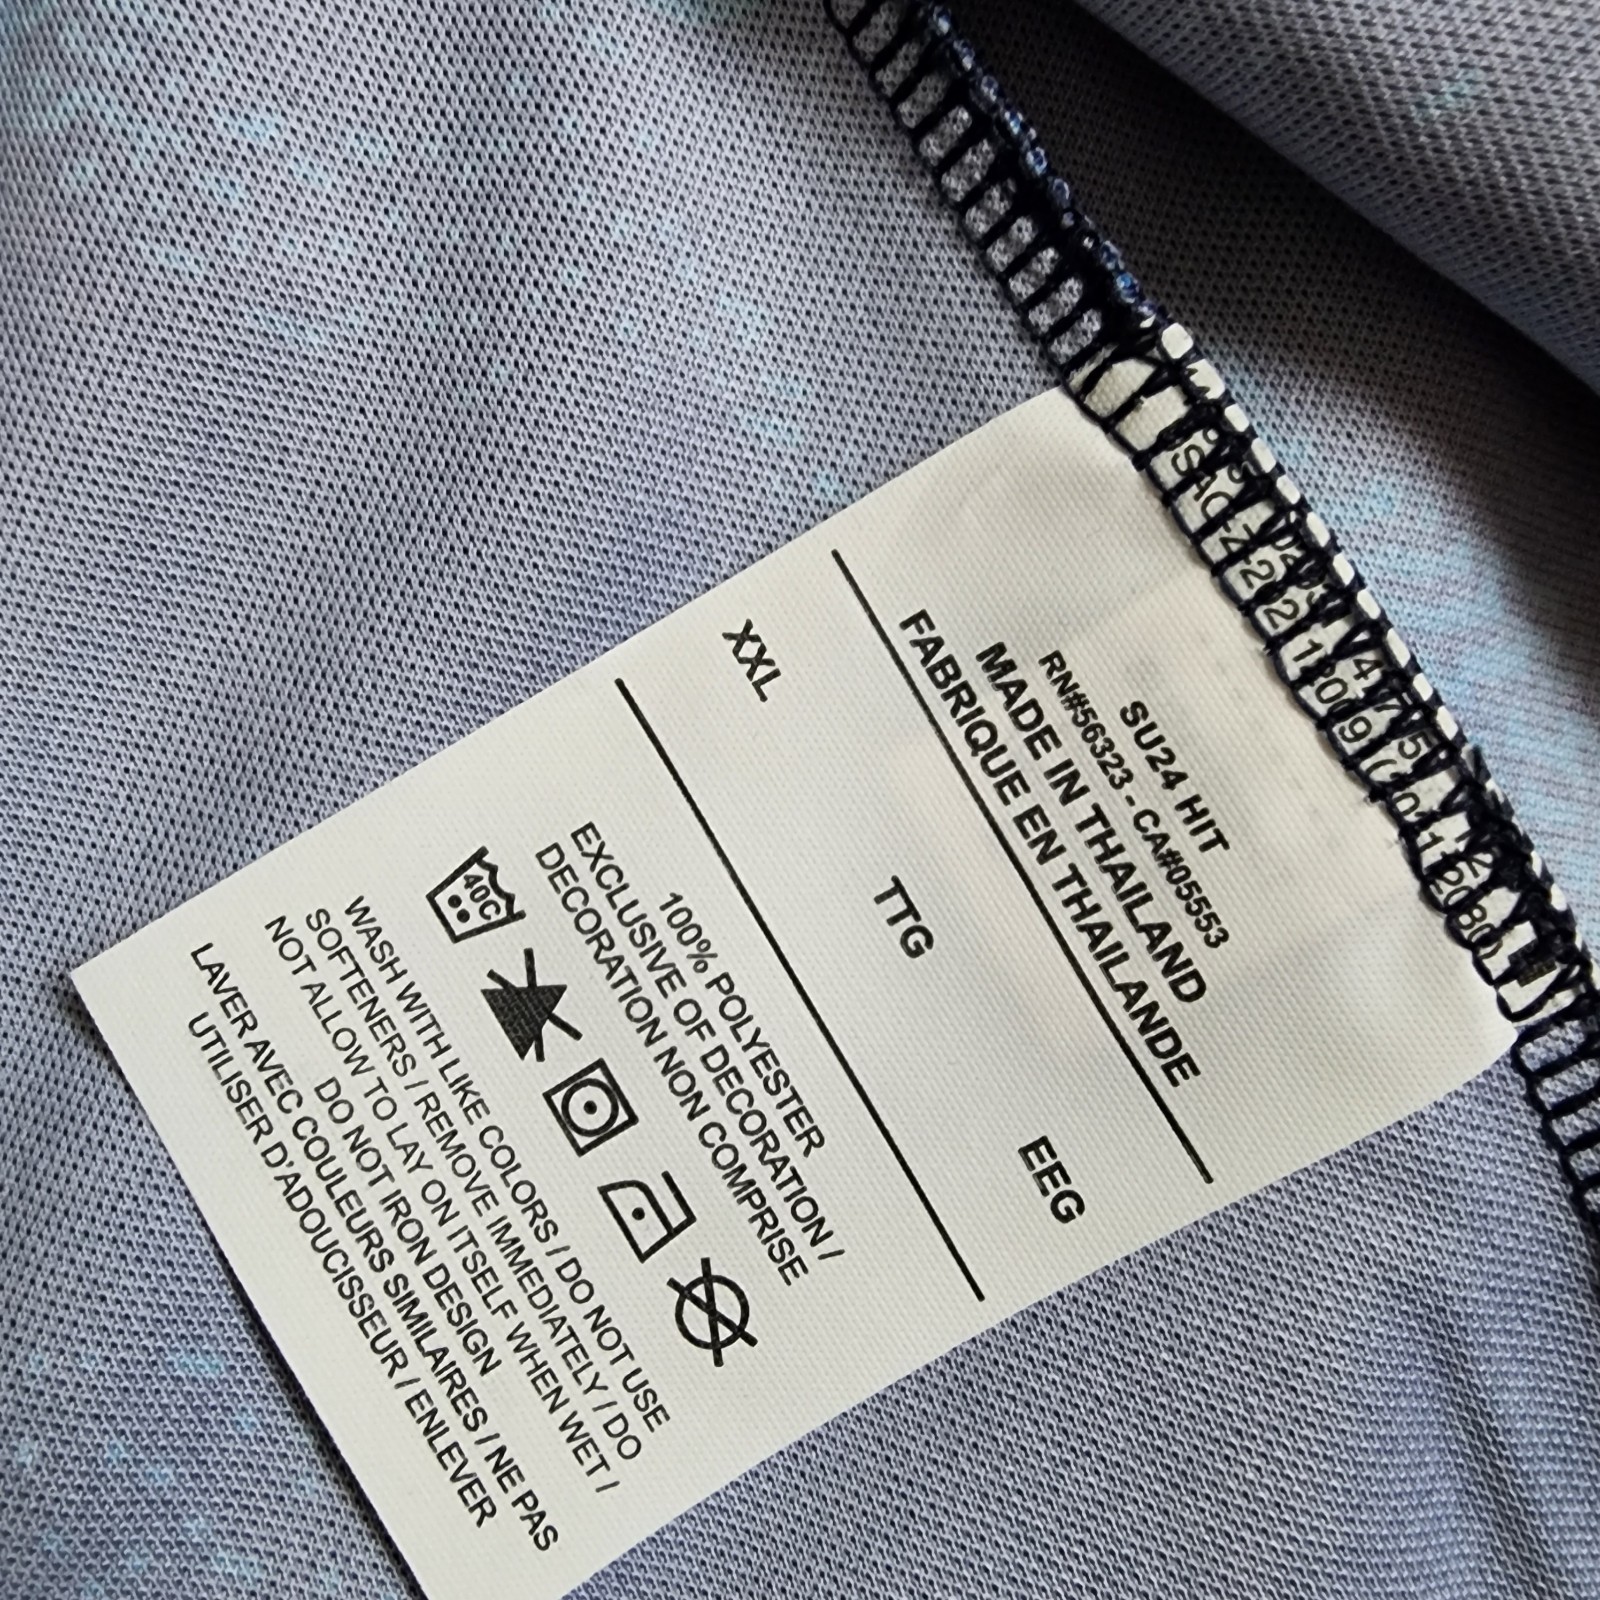 SU24 HIT
RN#56323 - CA#05553
MADE IN THAILAND
FABRIQUE EN THAILANDE
XXL TTG EEG
100% POLYESTER
EXCLUSIVE OF DECORATION /
DECORATION NON COMPRISE
40C
WASH WITH LIKE COLORS / DO NOT USE
SOFTENERS / REMOVE IMMEDIATELY / DO
NOT ALLOW TO LAY ON ITSELF WHEN WET /
DO NOT IRON DESIGN
LAVER AVEC COULEURS SIMILAIRES / NE PAS
UTILISER D'ADOUCISSEUR / ENLEVER